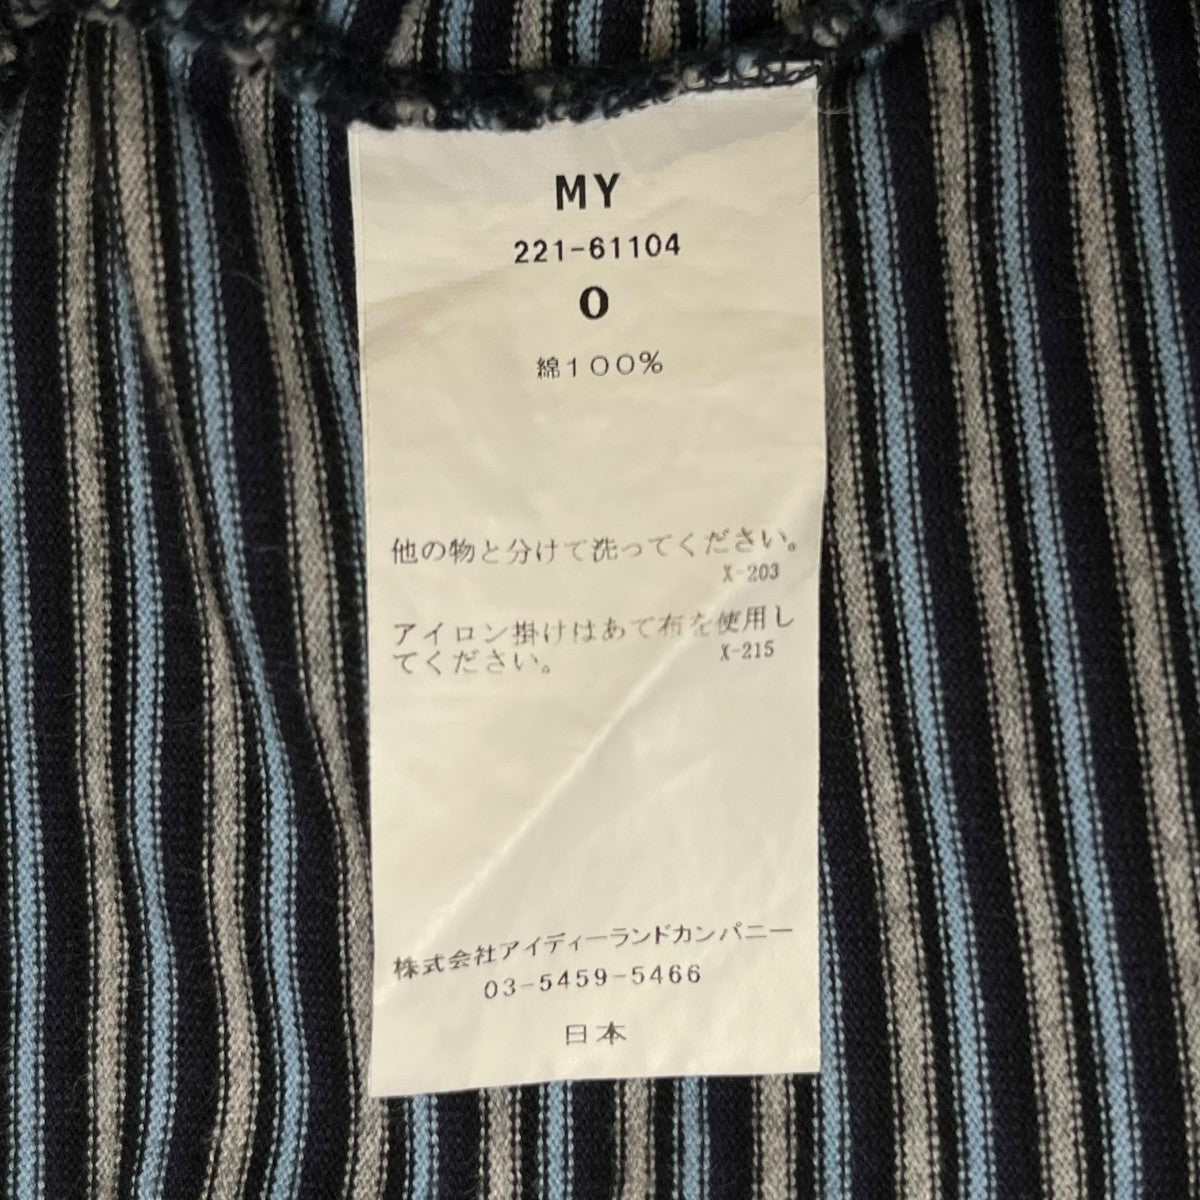 MY
221-61104
0
綿100%
他の物と分けて洗ってください。
X-203
アイロン掛けはあて布を使用し
てください。
X-215
株式会社アイディーランドカンパニー
03-5459-5466
日本